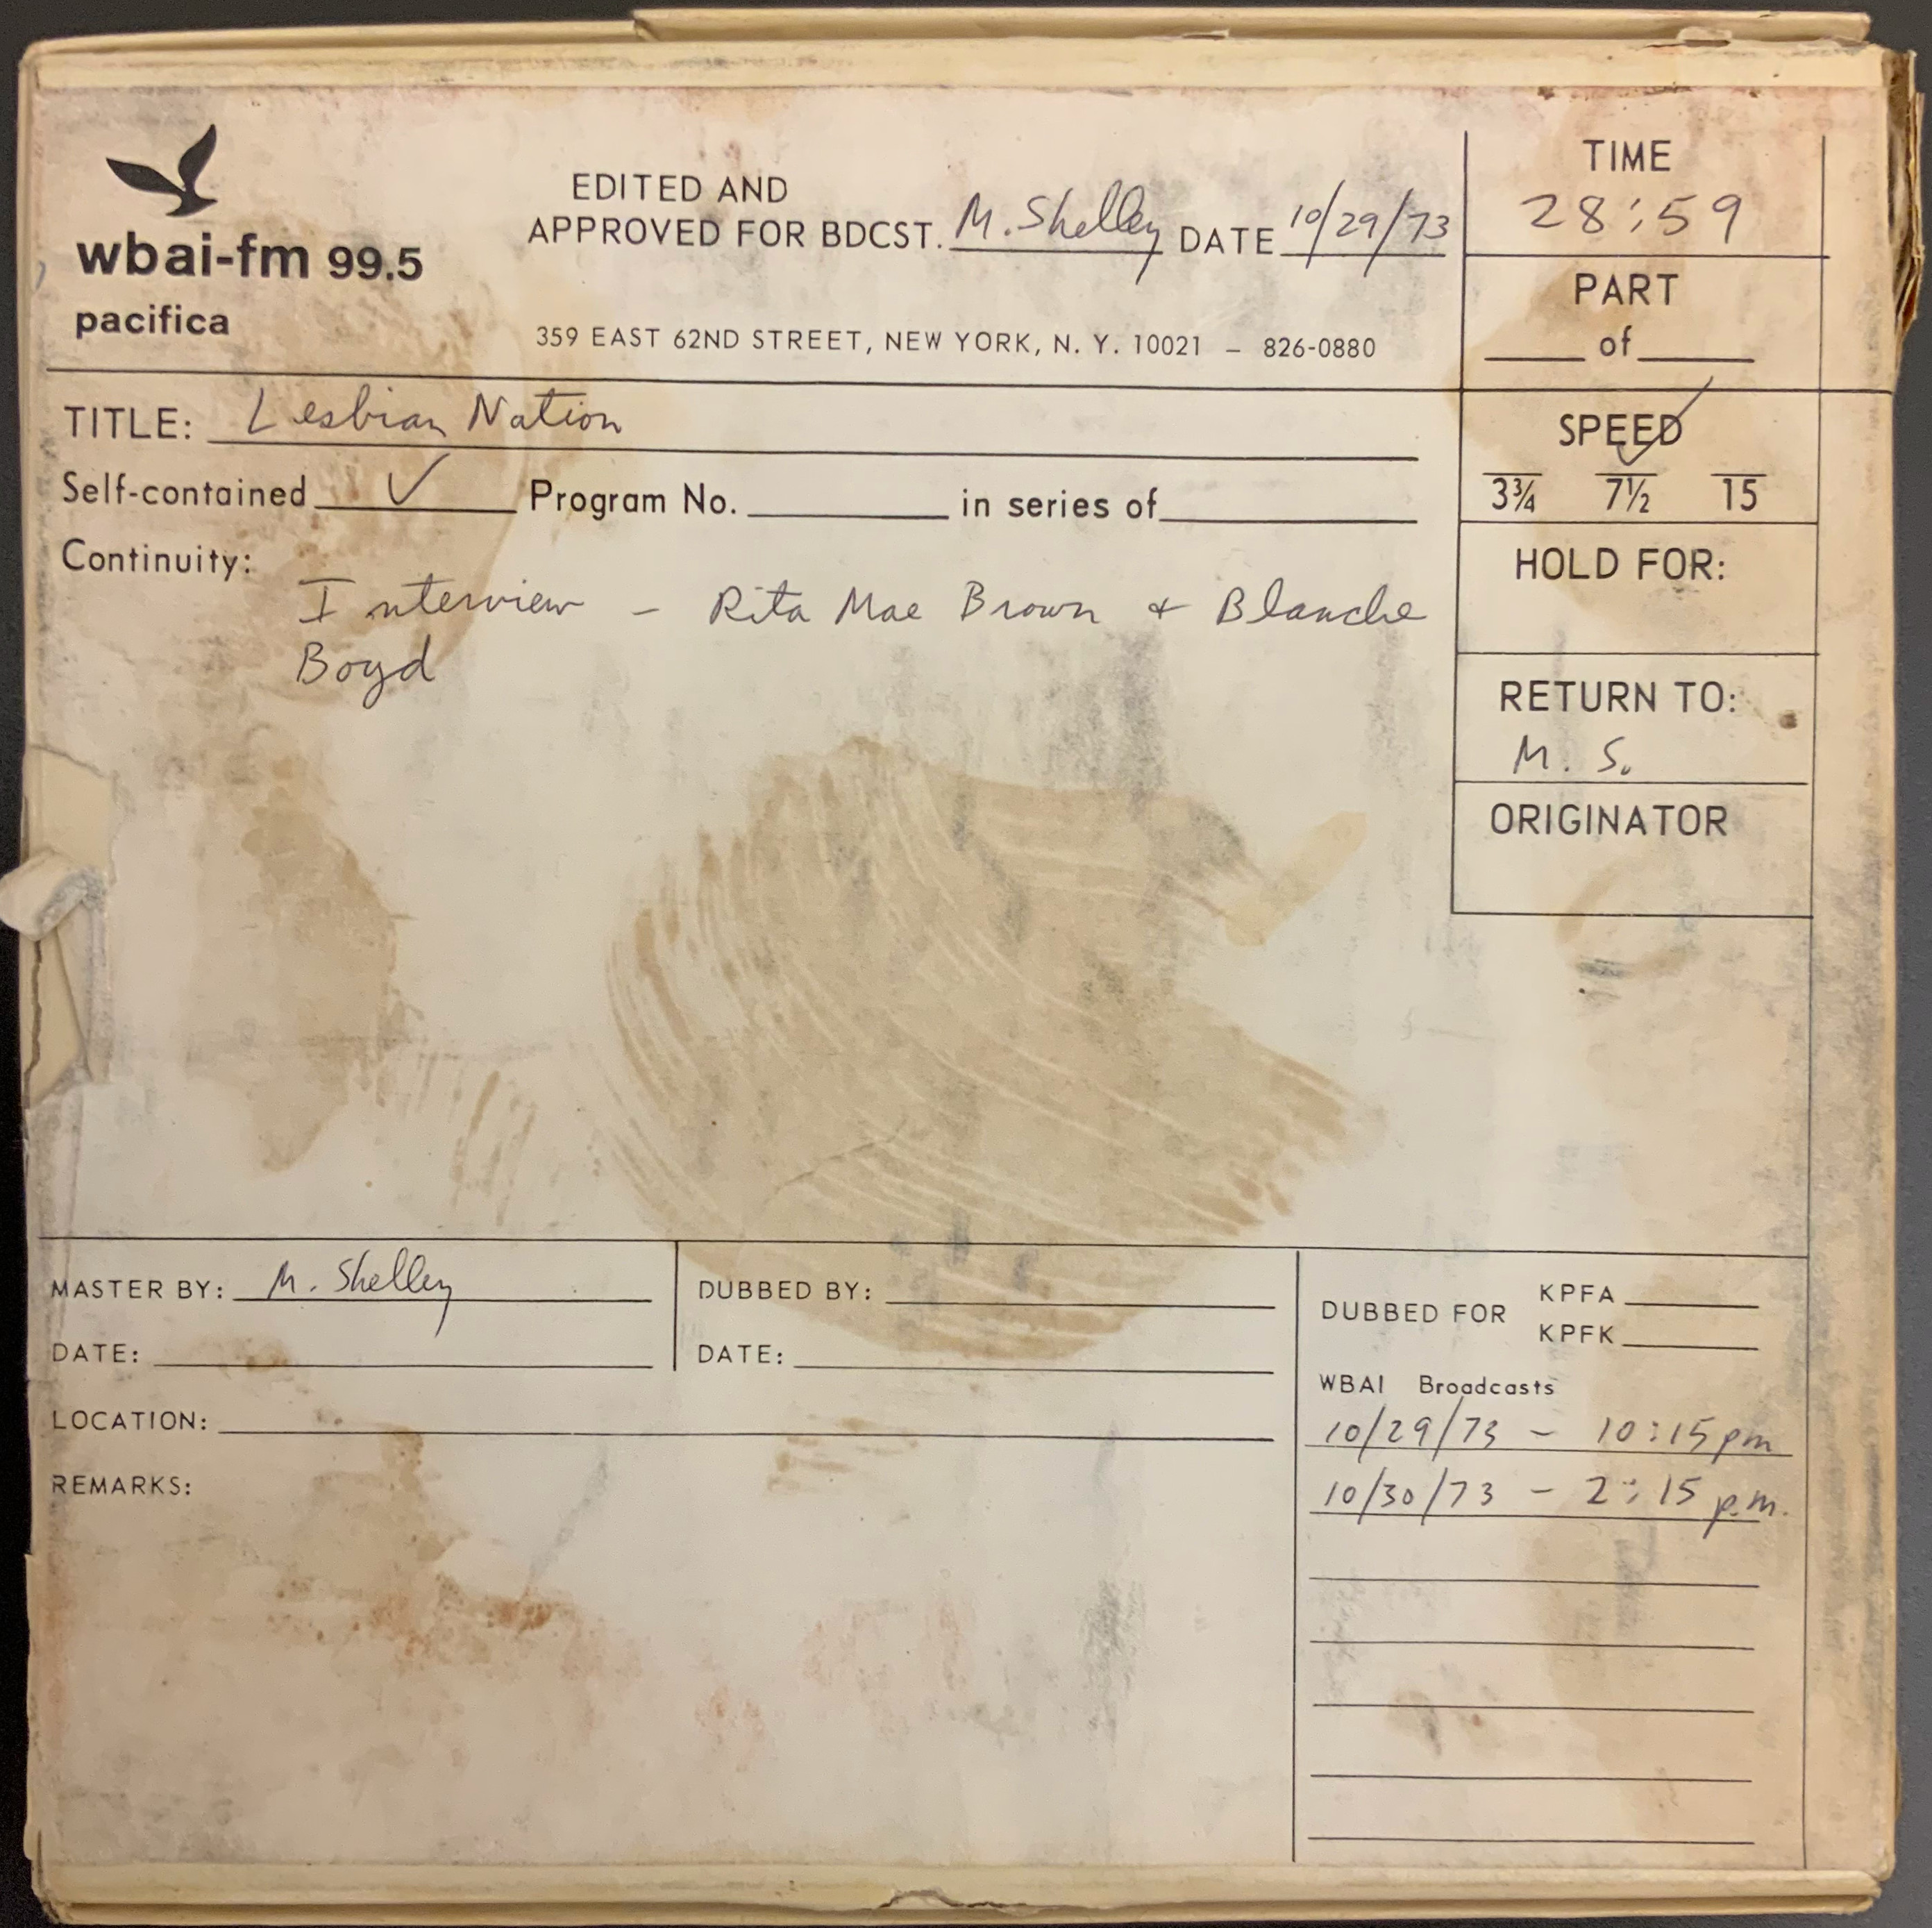 wbai-fm 99.5
pacifica
EDITED AND
APPROVED FOR BDCST. M. Shelley DATE 10/29/73
359 EAST 62ND STREET, NEW YORK, N. Y. 10021 – 826-0880
TIME
28:59
PART
of
TITLE: Lesbian Nation
Self-contained ✓ Program No. in series of
Continuity:
Interview – Rita Mae Brown & Blanche
Boyd
SPEED
✓
3¾ 7½ 15
HOLD FOR:
RETURN TO:
M. S.
ORIGINATOR
MASTER BY: M. Shelley
DATE:
DUBBED BY:
DATE:
LOCATION:
REMARKS:
DUBBED FOR KPFA
KPFK
WBAI Broadcasts
10/29/73 – 10:15 pm
10/30/73 – 2:15 p.m.